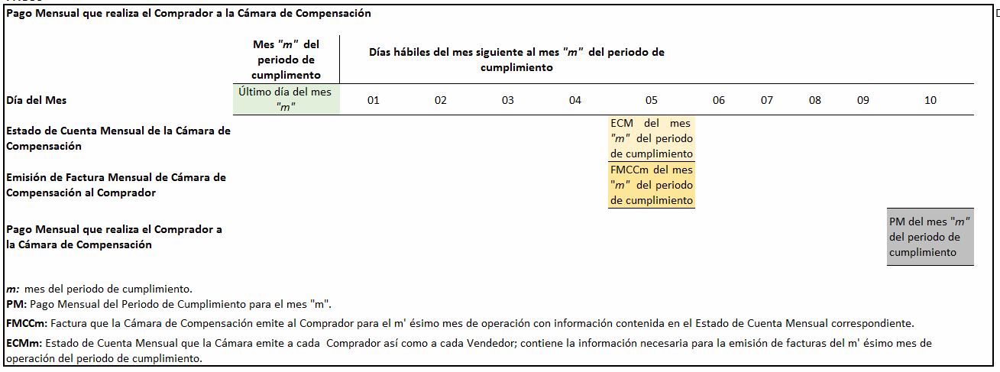 Pago Mensual que realiza el Comprador a la Cámara de Compensación
Mes "m" del
periodo de
cumplimento
Días hábiles del mes siguiente al mes "m" del periodo de
cumplimiento
Día del Mes
Último día del mes
"m"
01 02 03 04 05 06 07 08 09 10
Estado de Cuenta Mensual de la Cámara de
Compensación
ECM del mes
"m" del periodo
de cumplimiento
Emisión de Factura Mensual de Cámara de
Compensación al Comprador
FMCCm del mes
"m" del periodo
de cumplimiento
Pago Mensual que realiza el Comprador a
la Cámara de Compensación
PM del mes "m"
del periodo de
cumplimiento
m: mes del periodo de cumplimiento.
PM: Pago Mensual del Periodo de Cumplimiento para el mes "m".
FMCCm: Factura que la Cámara de Compensación emite al Comprador para el m' ésimo mes de operación con información contenida en el Estado de Cuenta Mensual correspondiente.
ECMm: Estado de Cuenta Mensual que la Cámara emite a cada Comprador así como a cada Vendedor; contiene la información necesaria para la emisión de facturas del m' ésimo mes de
operación del periodo de cumplimiento.